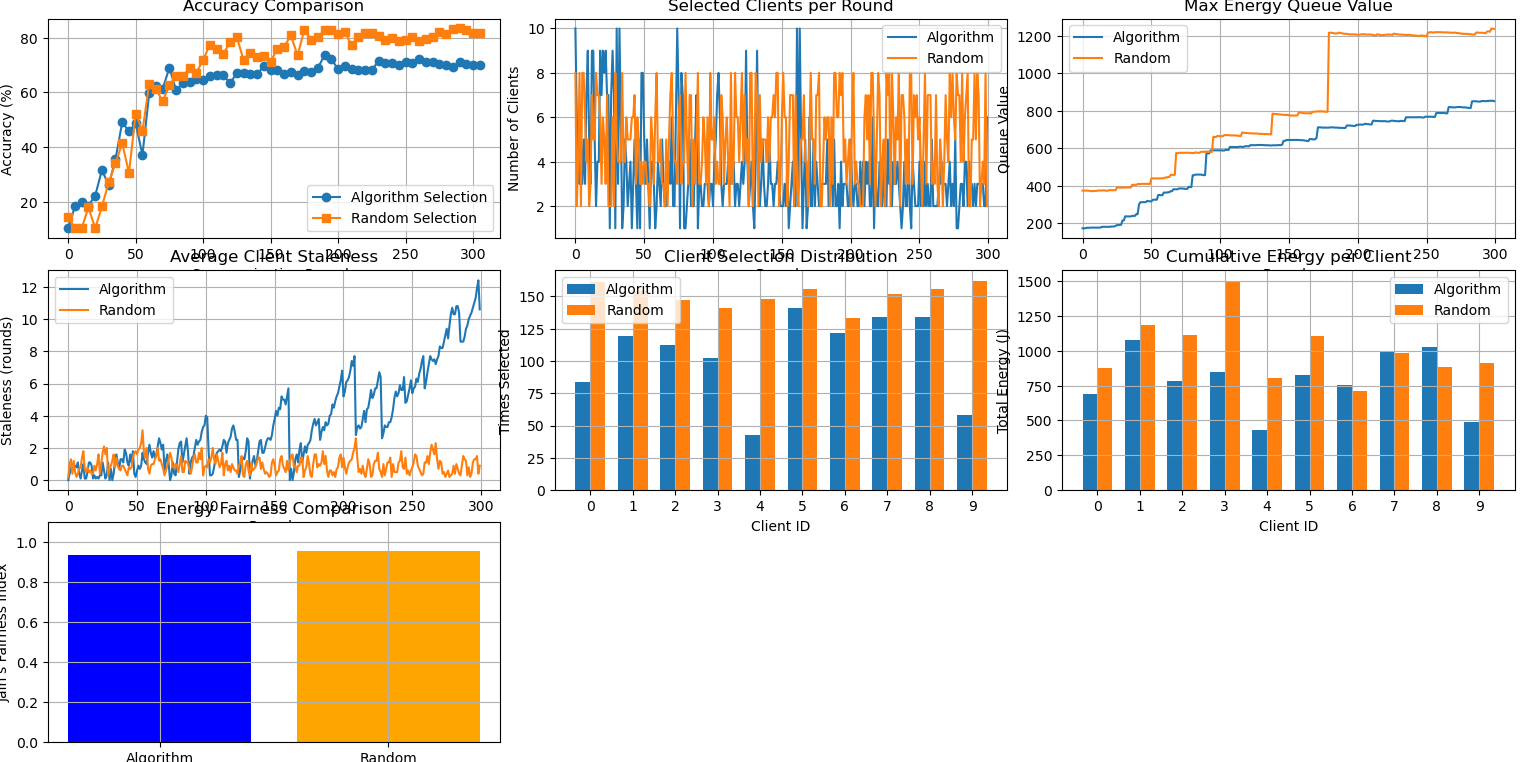 Accuracy Comparison
Accuracy (%)
80
60
40
20
Algorithm Selection
Random Selection
0 50 100 150 200 250 300
Selected Clients per Round
Number of Clients
10
8
6
4
2
Algorithm
Random
0 50 100 150 200 250 300
Max Energy Queue Value
Queue Value
1200
1000
800
600
400
200
Algorithm
Random
0 50 100 150 200 250 300
Average Client Staleness
Staleness (rounds)
12
10
8
6
4
2
0
Algorithm
Random
0 50 100 150 200 250 300
Client Selection Distribution
Times Selected
150
125
100
75
50
25
0
Algorithm
Random
0 1 2 3 4 5 6 7 8 9
Client ID
Cumulative Energy per Client
Total Energy (J)
1500
1250
1000
750
500
250
0
Algorithm
Random
0 1 2 3 4 5 6 7 8 9
Client ID
Energy Fairness Comparison
Jain's Fairness Index
1.0
0.8
0.6
0.4
0.2
0.0
Algorithm
Random